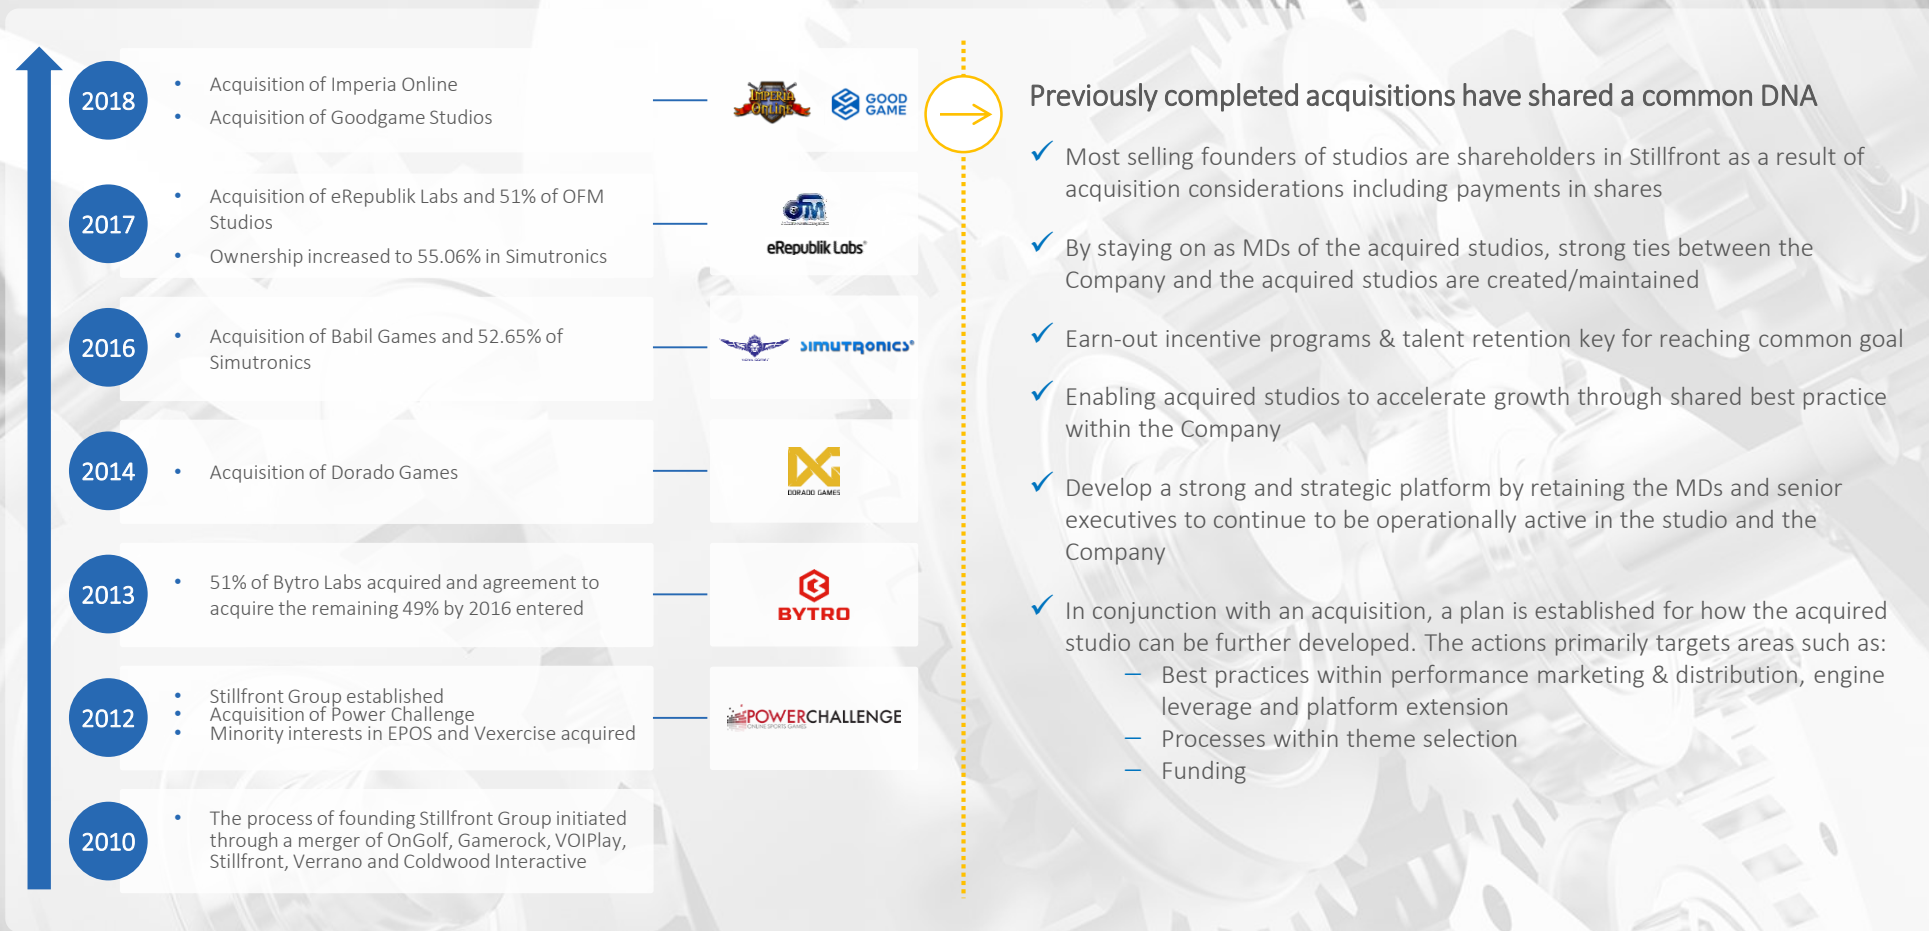 2018
• Acquisition of Imperia Online
• Acquisition of Goodgame Studios
IMPERIA
ONLINE
GOOD
GAME
2017
• Acquisition of eRepublik Labs and 51% of OFM
Studios
• Ownership increased to 55.06% in Simutronics
OFM
eRepublik Labs
2016
• Acquisition of Babil Games and 52.65% of
Simutronics
SIMUTRONICS®
2014
• Acquisition of Dorado Games
DORADO GAMES
2013
• 51% of Bytro Labs acquired and agreement to
acquire the remaining 49% by 2016 entered
BYTRO
2012
• Stillfront Group established
• Acquisition of Power Challenge
• Minority interests in EPOS and Vexercise acquired
POWERCHALLENGE
ONLINE SPORTS GAMES
2010
• The process of founding Stillfront Group initiated
through a merger of OnGolf, Gamerock, VOIPlay,
Stillfront, Verrano and Coldwood Interactive
Previously completed acquisitions have shared a common DNA
✓ Most selling founders of studios are shareholders in Stillfront as a result of
acquisition considerations including payments in shares
✓ By staying on as MDs of the acquired studios, strong ties between the
Company and the acquired studios are created/maintained
✓ Earn-out incentive programs & talent retention key for reaching common goal
✓ Enabling acquired studios to accelerate growth through shared best practice
within the Company
✓ Develop a strong and strategic platform by retaining the MDs and senior
executives to continue to be operationally active in the studio and the
Company
✓ In conjunction with an acquisition, a plan is established for how the acquired
studio can be further developed. The actions primarily targets areas such as:
– Best practices within performance marketing & distribution, engine
leverage and platform extension
– Processes within theme selection
– Funding